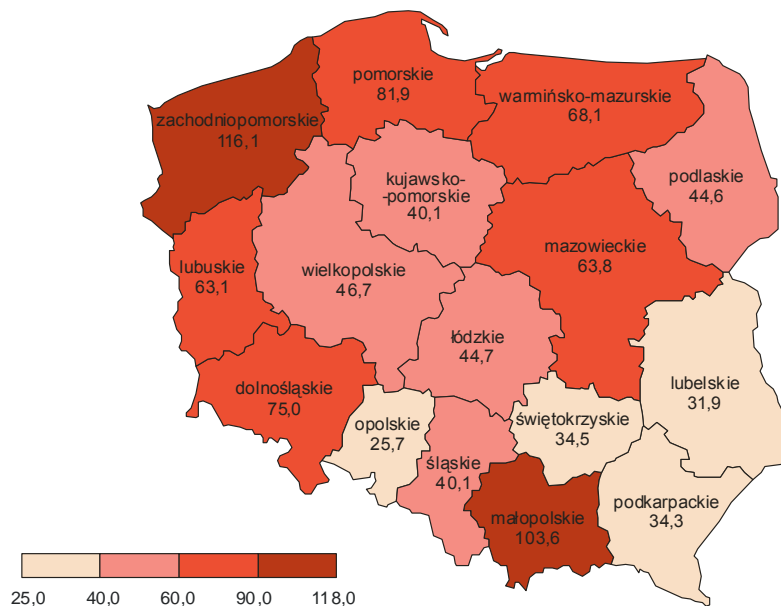 pomorskie
81,9
warmińsko-mazurskie
68,1
zachodniopomorskie
116,1
podlaskie
44,6
kujawsko-
-pomorskie
40,1
mazowieckie
63,8
lubuskie
63,1
wielkopolskie
46,7
łódzkie
44,7
lubelskie
31,9
dolnośląskie
75,0
opolskie
25,7
świętokrzyskie
34,5
śląskie
40,1
małopolskie
103,6
podkarpackie
34,3
25,0 40,0 60,0 90,0 118,0